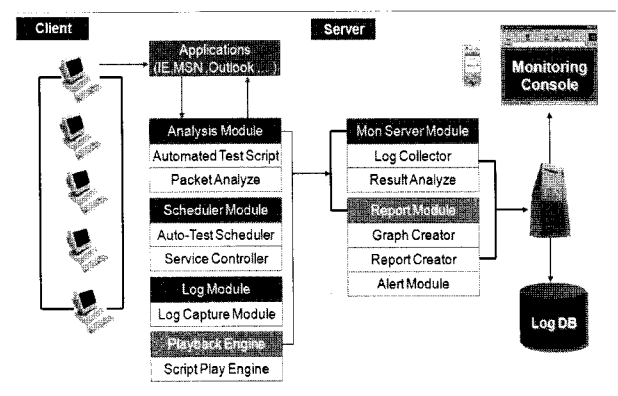 Client
Server
Applications
(IE,MSN,Outlook...)
Monitoring
Console
Analysis Module
Automated Test Script
Packet Analyze
Scheduler Module
Auto-Test Scheduler
Service Controller
Log Module
Log Capture Module
Playback Engine
Script Play Engine
Mon Server Module
Log Collector
Result Analyze
Report Module
Graph Creator
Report Creator
Alert Module
Log DB